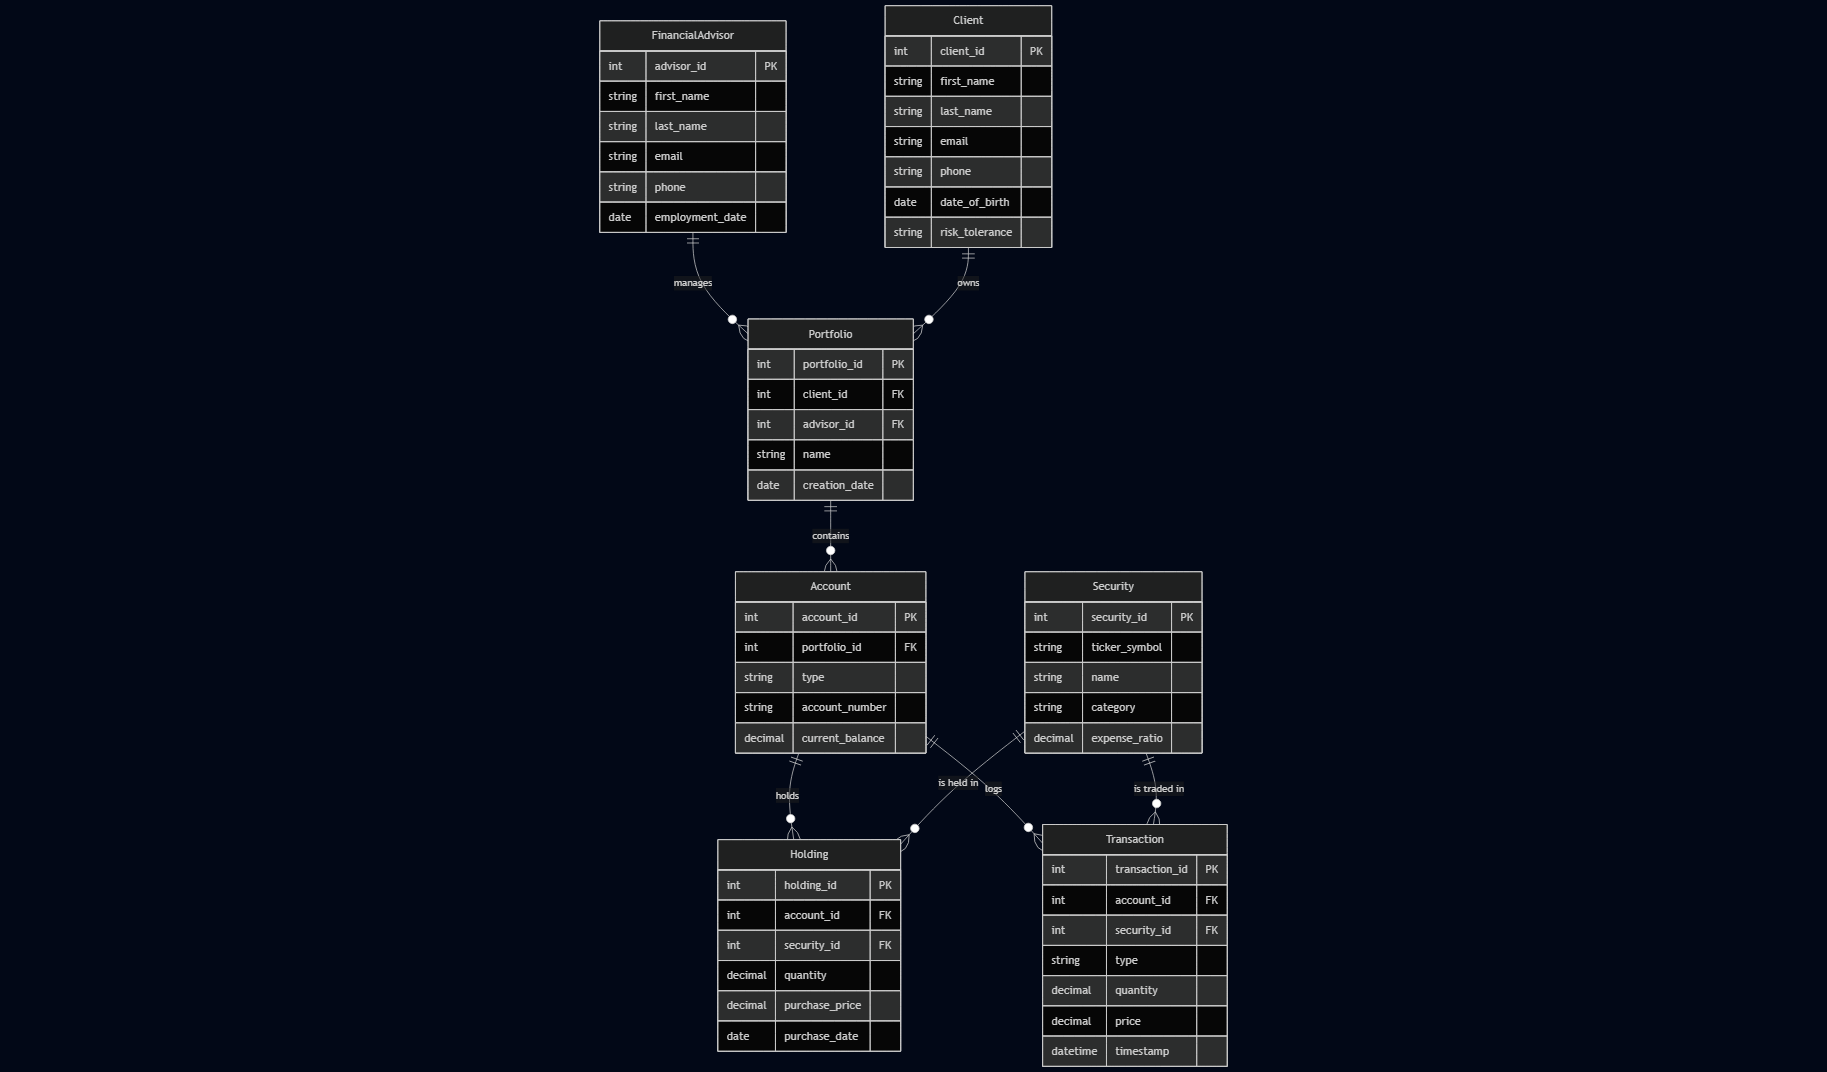 FinancialAdvisor
int advisor_id PK
string first_name
string last_name
string email
string phone
date employment_date
Client
int client_id PK
string first_name
string last_name
string email
string phone
date date_of_birth
string risk_tolerance
manages
owns
Portfolio
int portfolio_id PK
int client_id FK
int advisor_id FK
string name
date creation_date
contains
Account
int account_id PK
int portfolio_id FK
string type
string account_number
decimal current_balance
Security
int security_id PK
string ticker_symbol
string name
string category
decimal expense_ratio
holds
is held in
logs
is traded in
Holding
int holding_id PK
int account_id FK
int security_id FK
decimal quantity
decimal purchase_price
date purchase_date
Transaction
int transaction_id PK
int account_id FK
int security_id FK
string type
decimal quantity
decimal price
datetime timestamp